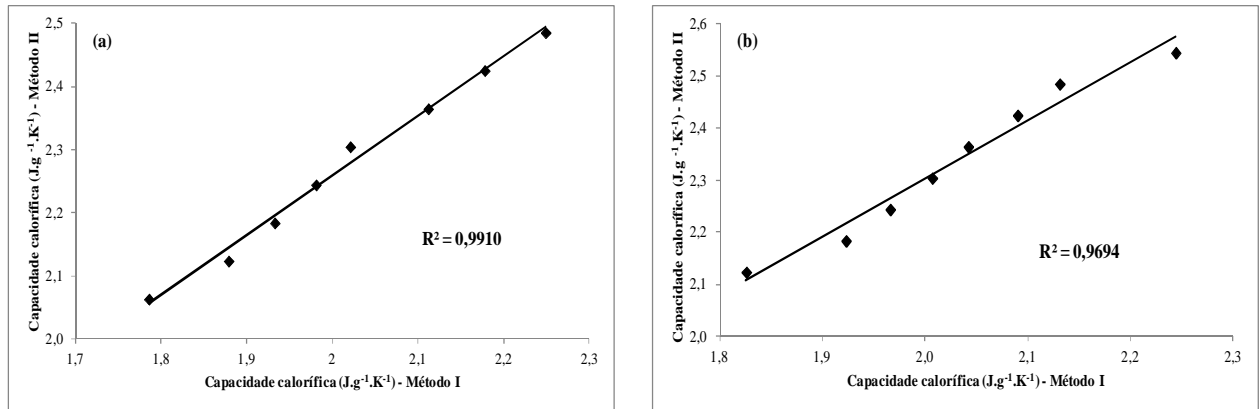 (a)
Capacidade calorífica (J.g⁻¹.K⁻¹) - Método II
2,5
2,4
2,3
2,2
2,1
2,0
R² = 0,9910
1,7 1,8 1,9 2 2,1 2,2 2,3
Capacidade calorífica (J.g⁻¹.K⁻¹) - Método I
(b)
Capacidade calorífica (J.g⁻¹.K⁻¹) - Método II
2,6
2,5
2,4
2,3
2,2
2,1
2,0
R² = 0,9694
1,8 1,9 2,0 2,1 2,2 2,3
Capacidade calorífica (J.g⁻¹.K⁻¹) - Método I